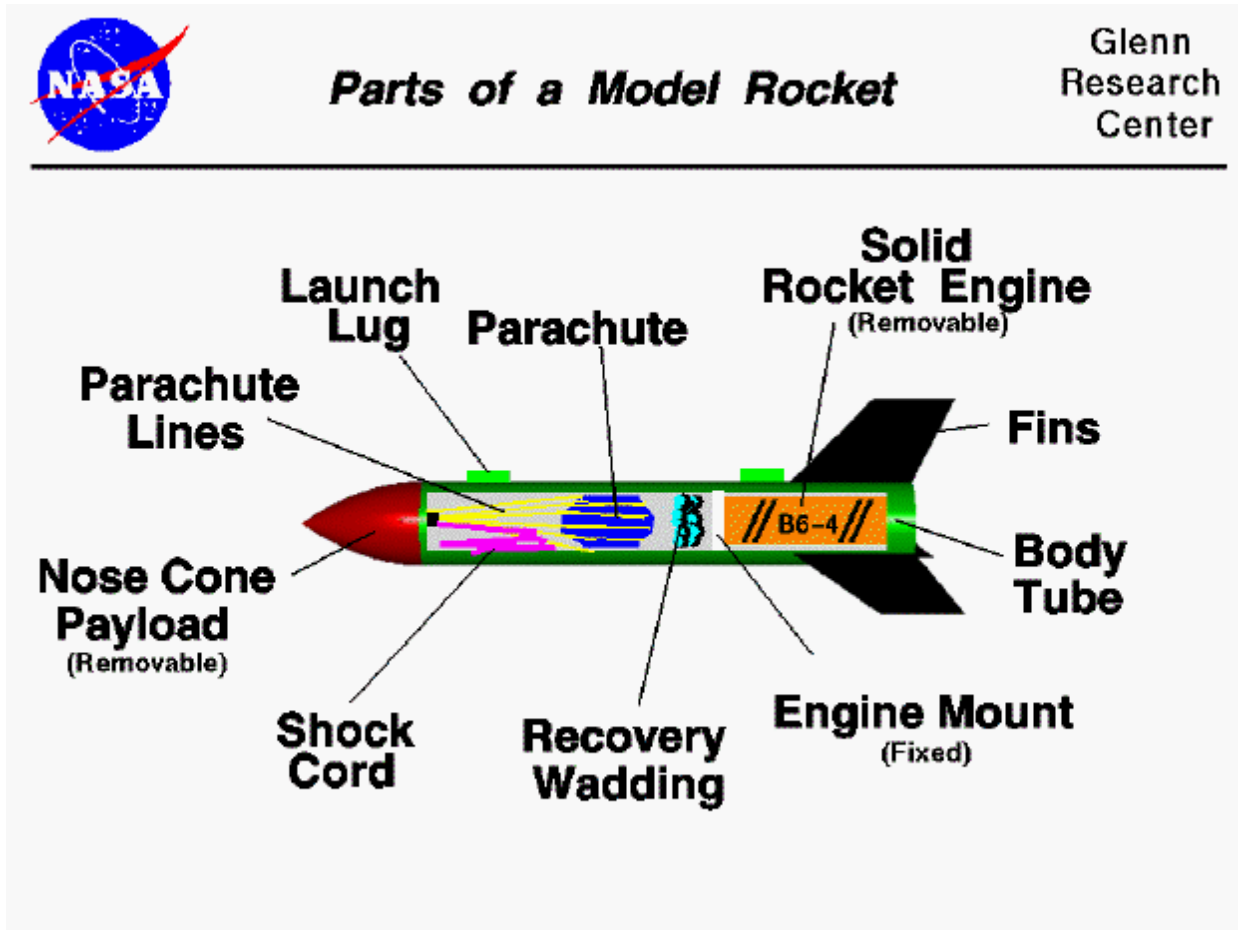 NASA
Parts of a Model Rocket
Glenn
Research
Center
Solid
Rocket Engine
(Removable)
Launch
Lug
Parachute
Parachute
Lines
Fins
//B6-4//
Body
Tube
Nose Cone
Payload
(Removable)
Shock
Cord
Recovery
Wadding
Engine Mount
(Fixed)